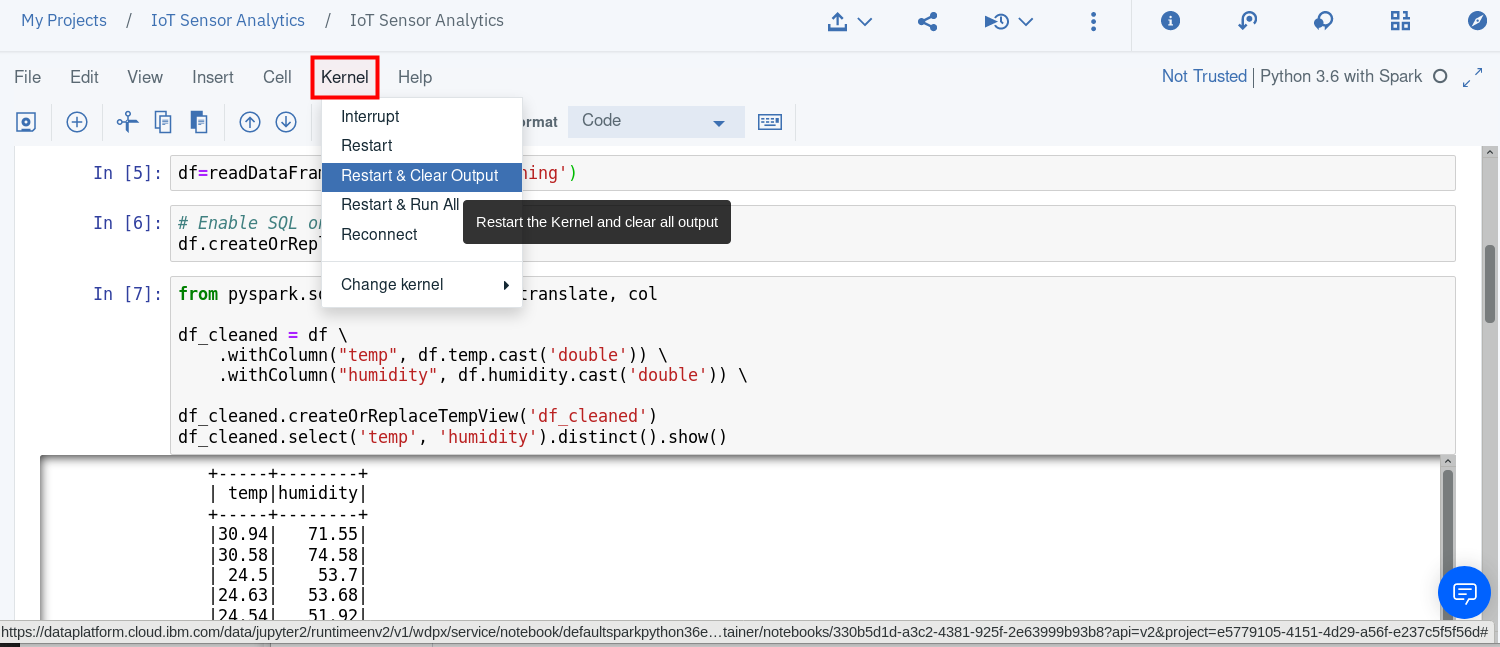 My Projects / IoT Sensor Analytics / IoT Sensor Analytics
File Edit View Insert Cell Kernel Help
Not Trusted | Python 3.6 with Spark
Interrupt
Restart
Restart & Clear Output
Restart & Run All
Reconnect
Change kernel
Restart the Kernel and clear all output
ormat Code
In [5]: df=readDataFram ning')
In [6]: # Enable SQL on
df.createOrRepl
In [7]: from pyspark.s translate, col
df_cleaned = df \
.withColumn("temp", df.temp.cast('double')) \
.withColumn("humidity", df.humidity.cast('double')) \
df_cleaned.createOrReplaceTempView('df_cleaned')
df_cleaned.select('temp', 'humidity').distinct().show()
+-----+--------+
| temp|humidity|
+-----+--------+
|30.94| 71.55|
|30.58| 74.58|
| 24.5| 53.7|
|24.63| 53.68|
|24.54| 51.92|
https://dataplatform.cloud.ibm.com/data/jupyter2/runtimeenv2/v1/wdpx/service/notebook/defaultsparkpython36e…tainer/notebooks/330b5d1d-a3c2-4381-925f-2e63999b93b8?api=v2&project=e5779105-4151-4d29-a56f-e237c5f5f56d#